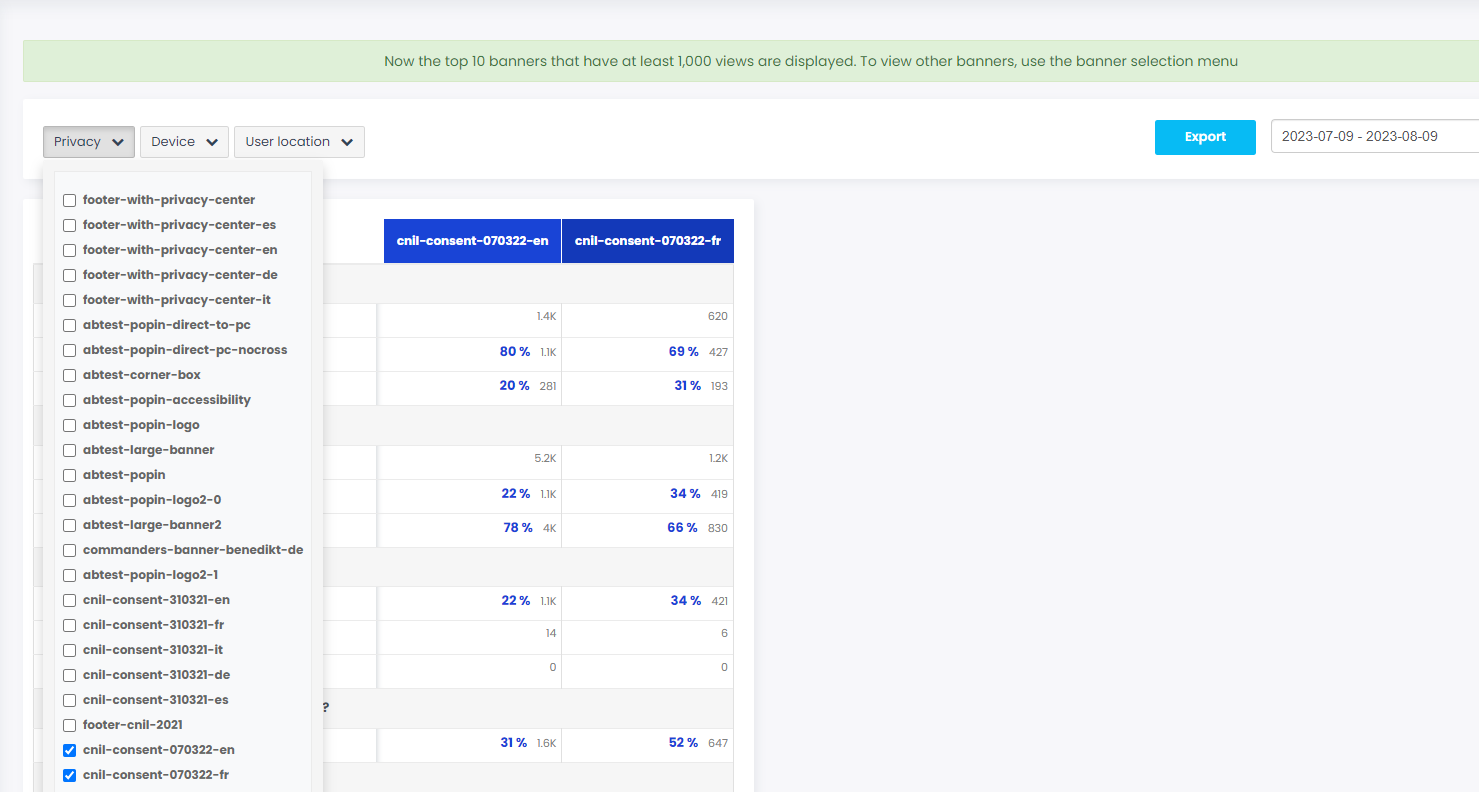 Now the top 10 banners that have at least 1,000 views are displayed. To view other banners, use the banner selection menu
Privacy Device User location Export 2023-07-09 - 2023-08-09
footer-with-privacy-center
footer-with-privacy-center-es
footer-with-privacy-center-en
footer-with-privacy-center-de
footer-with-privacy-center-it
abtest-popin-direct-to-pc
abtest-popin-direct-pc-nocross
abtest-corner-box
abtest-popin-accessibility
abtest-popin-logo
abtest-large-banner
abtest-popin
abtest-popin-logo2-0
abtest-large-banner2
commanders-banner-benedikt-de
abtest-popin-logo2-1
cnil-consent-310321-en
cnil-consent-310321-fr
cnil-consent-310321-it
cnil-consent-310321-de
cnil-consent-310321-es
footer-cnil-2021
cnil-consent-070322-en
cnil-consent-070322-fr
cnil-consent-070322-en cnil-consent-070322-fr
1.4K 620
80 % 1.1K 69 % 427
20 % 281 31 % 193
5.2K 1.2K
22 % 1.1K 34 % 419
78 % 4K 66 % 830
22 % 1.1K 34 % 421
14 6
0 0
?
31 % 1.6K 52 % 647